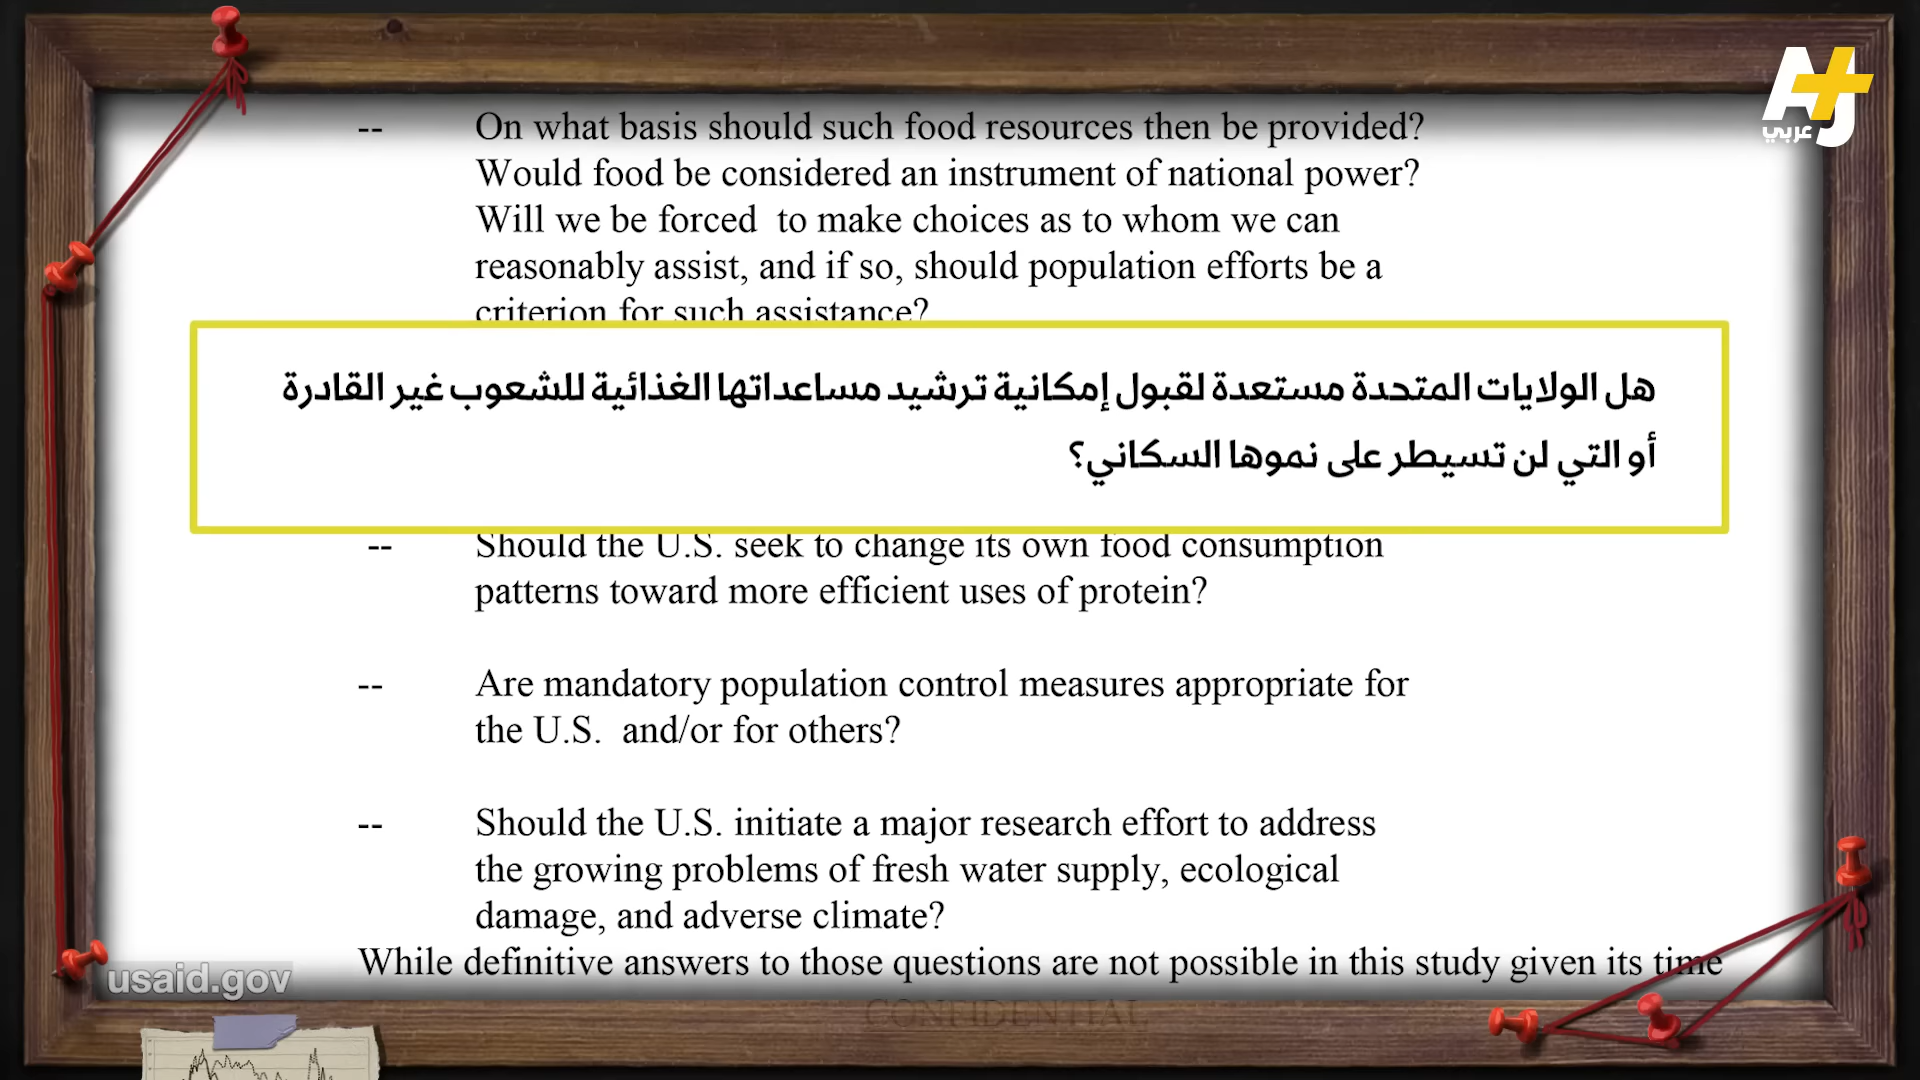 عربي
-- On what basis should such food resources then be provided?
Would food be considered an instrument of national power?
Will we be forced  to make choices as to whom we can
reasonably assist, and if so, should population efforts be a
criterion for such assistance?
هل الولايات المتحدة مستعدة لقبول إمكانية ترشيد مساعداتها الغذائية للشعوب غير القادرة
أو التي لن تسيطر على نموها السكاني؟
-- Should the U.S. seek to change its own food consumption
patterns toward more efficient uses of protein?
-- Are mandatory population control measures appropriate for
the U.S.  and/or for others?
-- Should the U.S. initiate a major research effort to address
the growing problems of fresh water supply, ecological
damage, and adverse climate?
While definitive answers to those questions are not possible in this study given its time
usaid.gov
CONFIDENTIAL